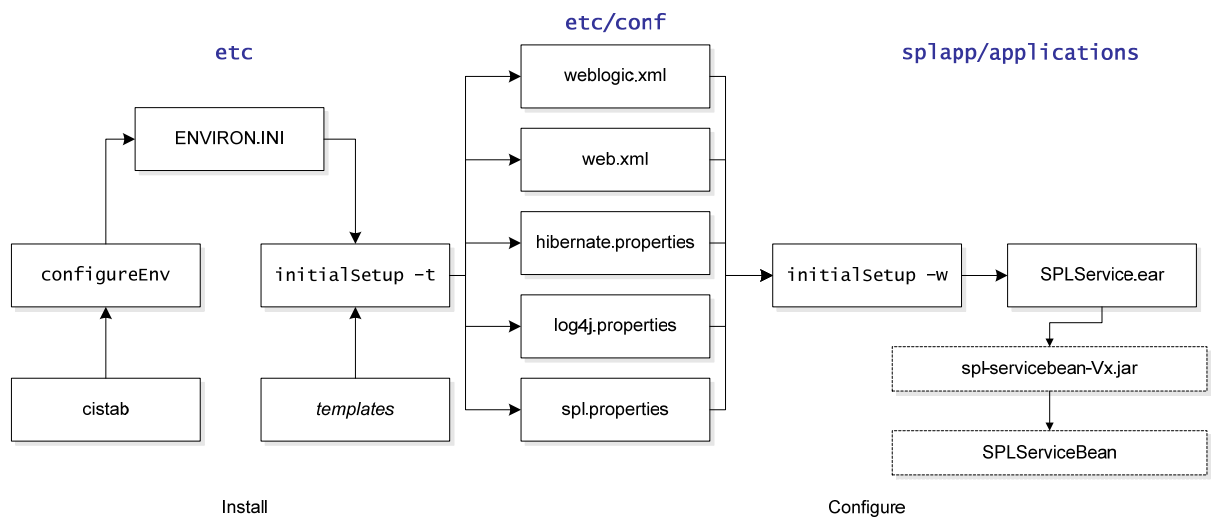 etc
etc/conf
splapp/applications
ENVIRON.INI
configureEnv
cistab
initialSetup –t
templates
weblogic.xml
web.xml
hibernate.properties
log4j.properties
spl.properties
initialSetup –w
SPLService.ear
spl-servicebean-Vx.jar
SPLServiceBean
Install
Configure